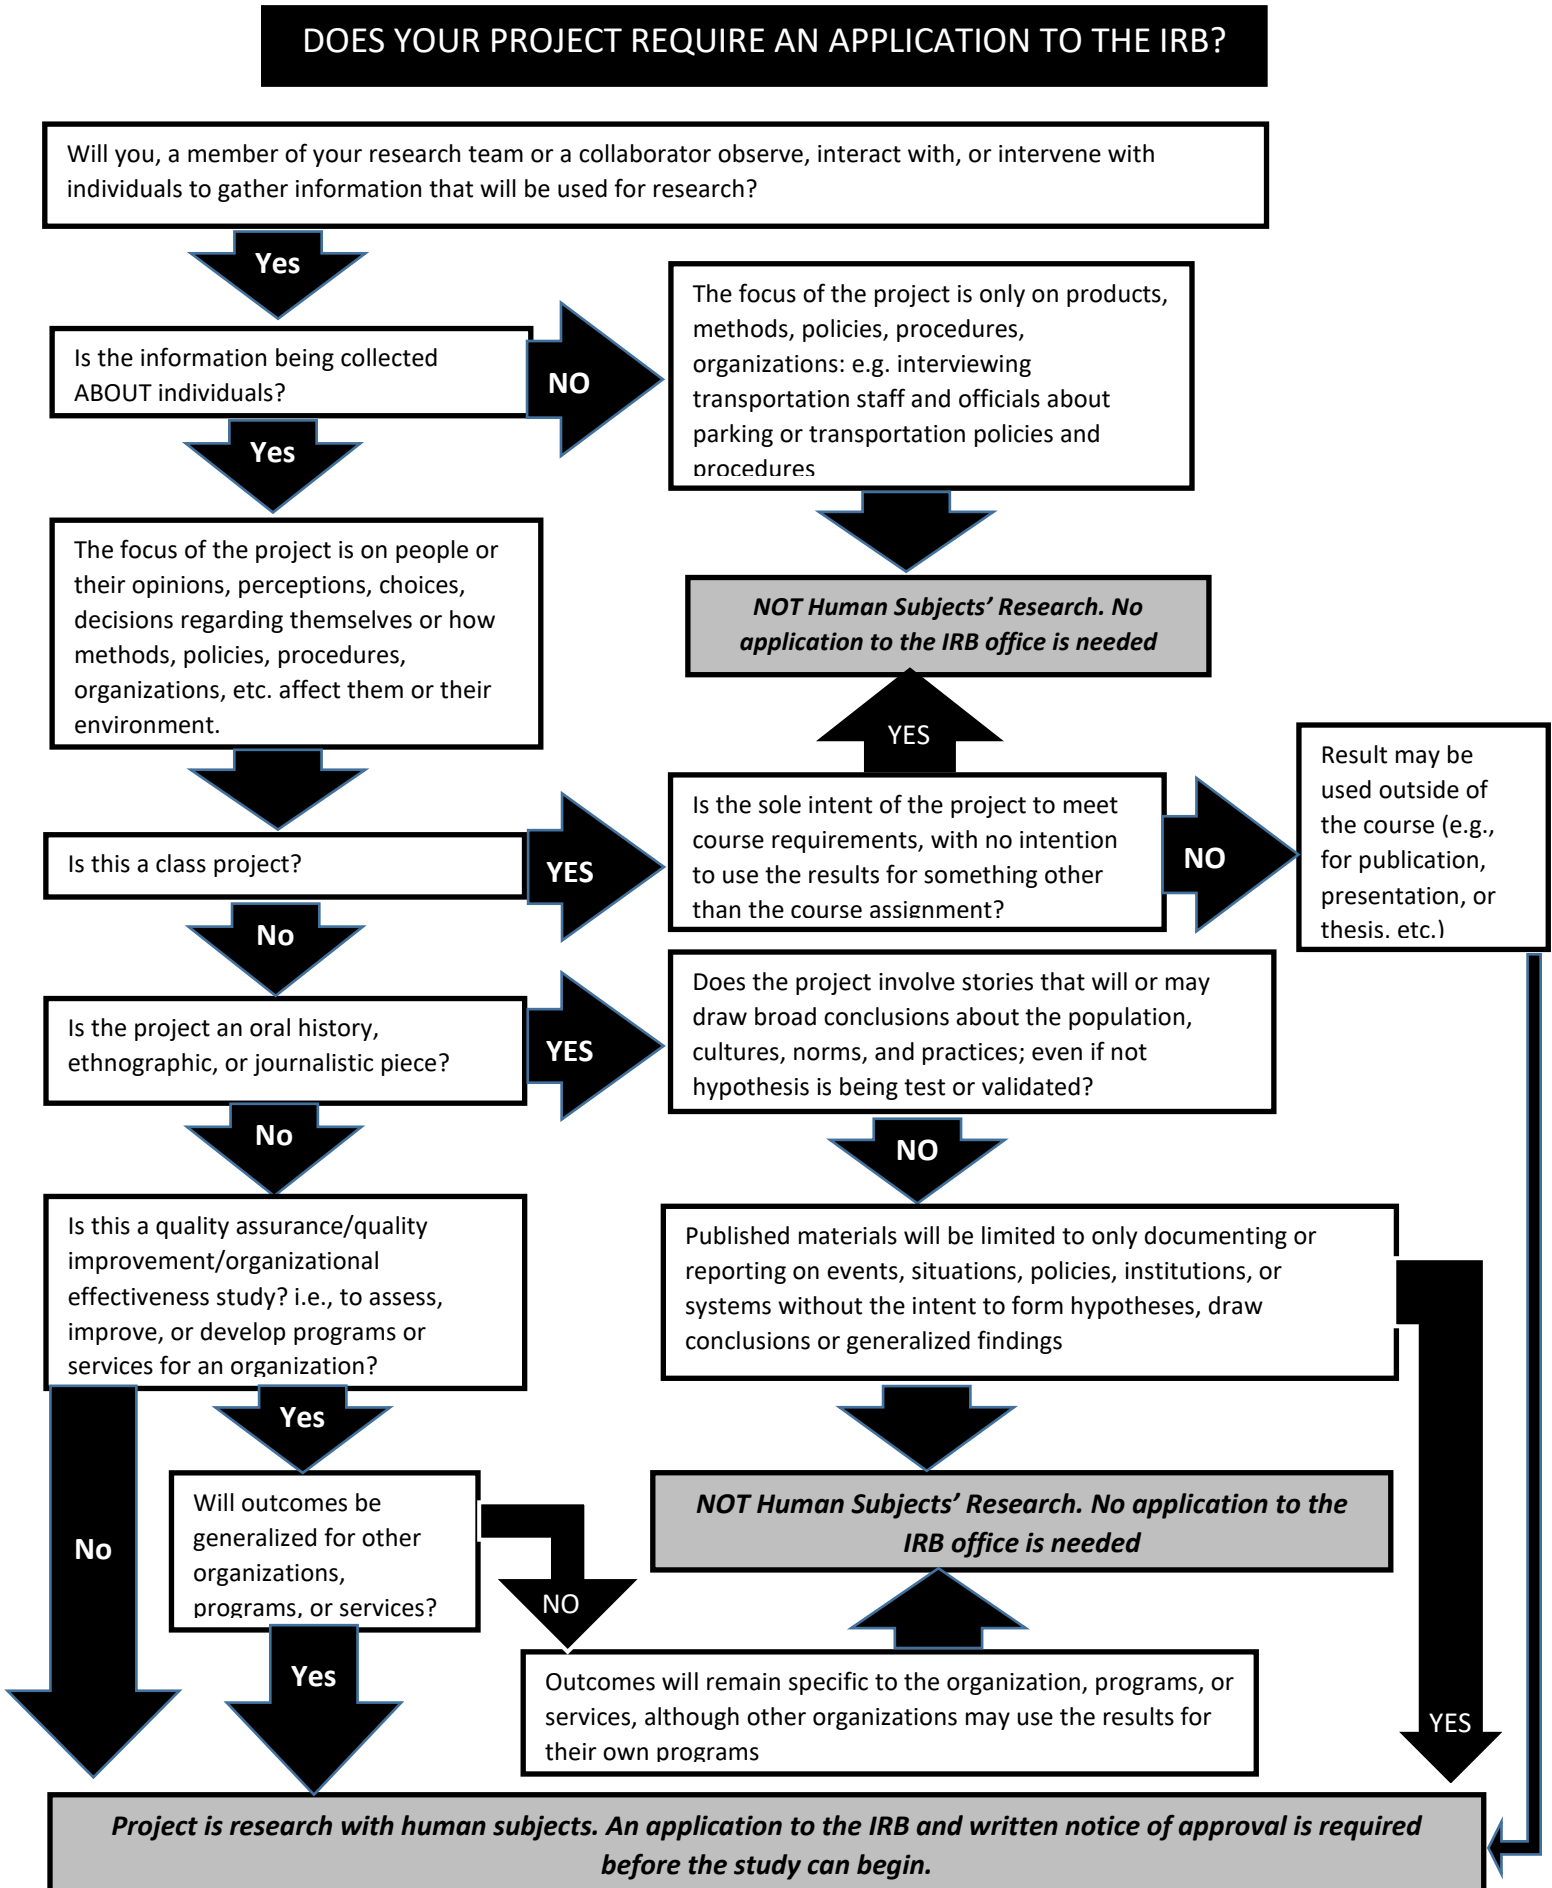 DOES YOUR PROJECT REQUIRE AN APPLICATION TO THE IRB?
Will you, a member of your research team or a collaborator observe, interact with, or intervene with
individuals to gather information that will be used for research?
Yes
Is the information being collected
ABOUT individuals?
NO
The focus of the project is only on products,
methods, policies, procedures,
organizations: e.g. interviewing
transportation staff and officials about
parking or transportation policies and
procedures
Yes
The focus of the project is on people or
their opinions, perceptions, choices,
decisions regarding themselves or how
methods, policies, procedures,
organizations, etc. affect them or their
environment.
NOT Human Subjects’ Research. No
application to the IRB office is needed
YES
Is this a class project?
YES
Is the sole intent of the project to meet
course requirements, with no intention
to use the results for something other
than the course assignment?
NO
Result may be
used outside of
the course (e.g.,
for publication,
presentation, or
thesis. etc.)
No
Is the project an oral history,
ethnographic, or journalistic piece?
YES
Does the project involve stories that will or may
draw broad conclusions about the population,
cultures, norms, and practices; even if not
hypothesis is being test or validated?
No
NO
Is this a quality assurance/quality
improvement/organizational
effectiveness study? i.e., to assess,
improve, or develop programs or
services for an organization?
Published materials will be limited to only documenting or
reporting on events, situations, policies, institutions, or
systems without the intent to form hypotheses, draw
conclusions or generalized findings
YES
No
Yes
Will outcomes be
generalized for other
organizations,
programs, or services?
NO
NOT Human Subjects’ Research. No application to the
IRB office is needed
Yes
Outcomes will remain specific to the organization, programs, or
services, although other organizations may use the results for
their own programs
Project is research with human subjects. An application to the IRB and written notice of approval is required
before the study can begin.